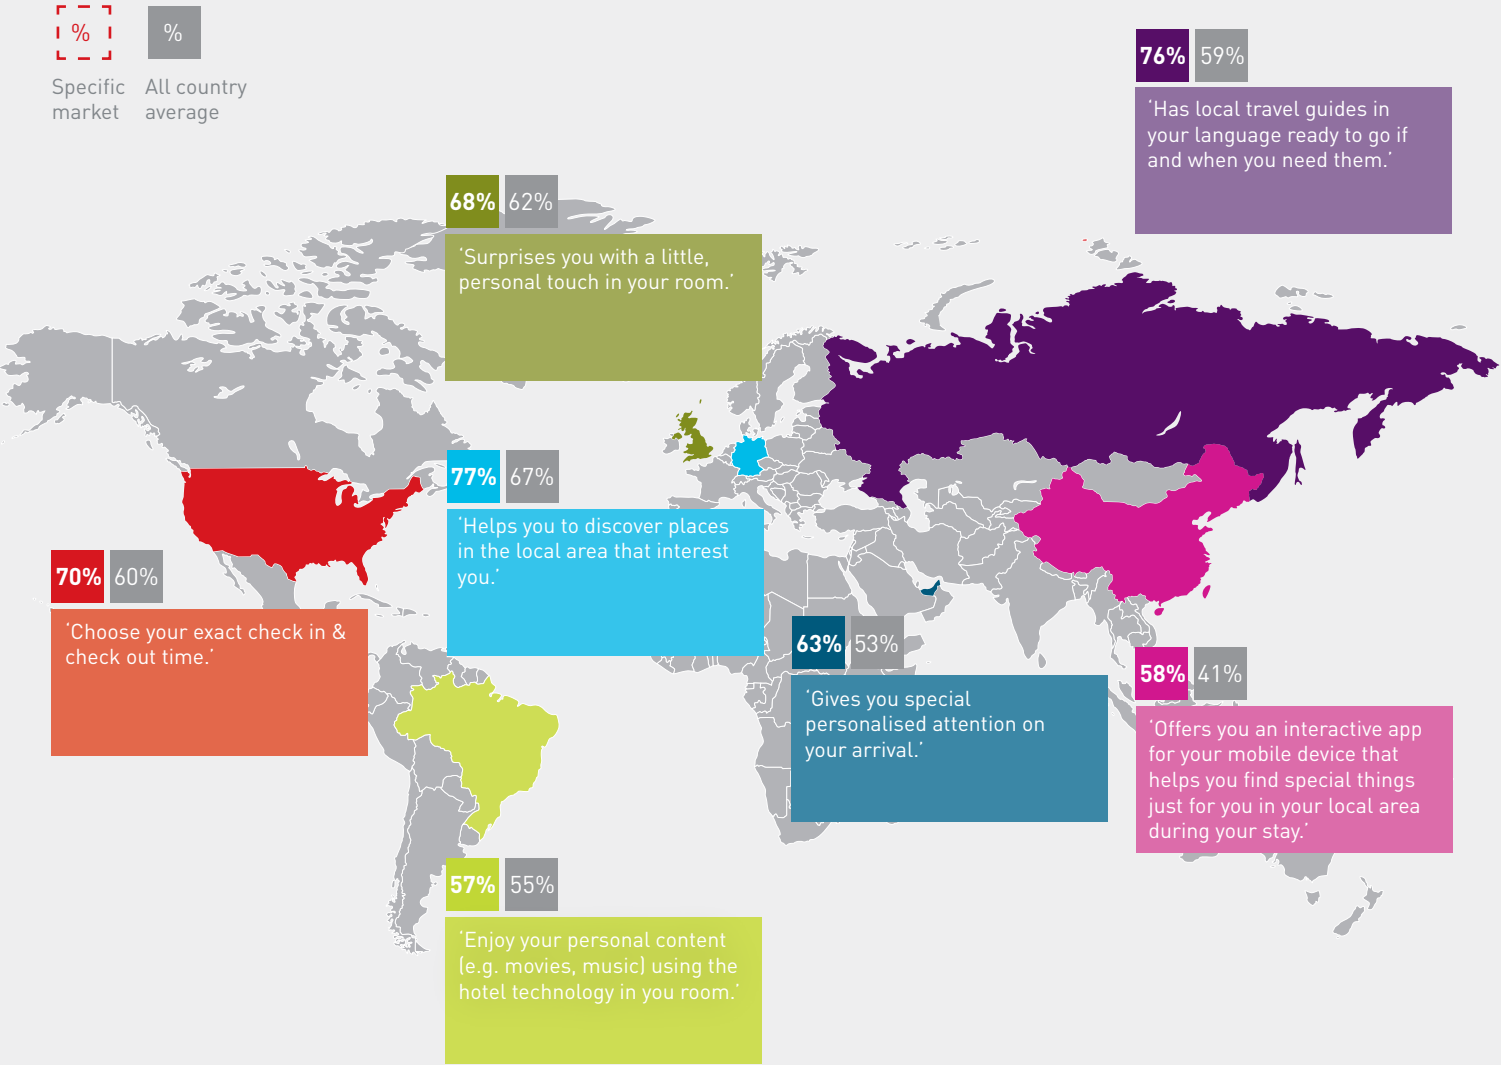 % %
Specific All country
market average
76% 59%
‘Has local travel guides in
your language ready to go if
and when you need them.’
68% 62%
‘Surprises you with a little,
personal touch in your room.’
77% 67%
‘Helps you to discover places
in the local area that interest
you.’
70% 60%
‘Choose your exact check in &
check out time.’
63% 53%
‘Gives you special
personalised attention on
your arrival.’
58% 41%
‘Offers you an interactive app
for your mobile device that
helps you find special things
just for you in your local area
during your stay.’
57% 55%
‘Enjoy your personal content
(e.g. movies, music) using the
hotel technology in you room.’